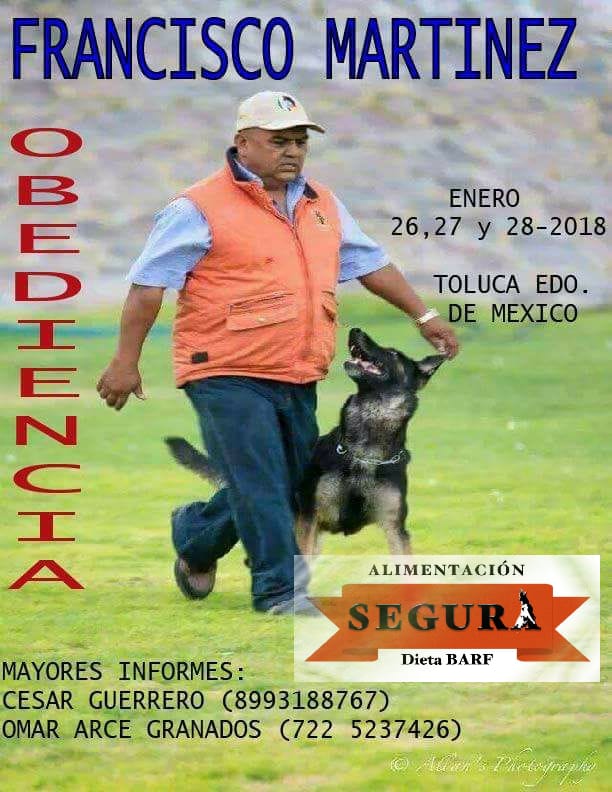 FRANCISCO MARTINEZ
OBEDIENCIA
ENERO
26,27 y 28-2018
TOLUCA EDO.
DE MEXICO
ALIMENTACIÓN
SEGURA
Dieta BARF
MAYORES INFORMES:
CESAR GUERRERO (8993188767)
OMAR ARCE GRANADOS (722 5237426)
© Allan's Photography